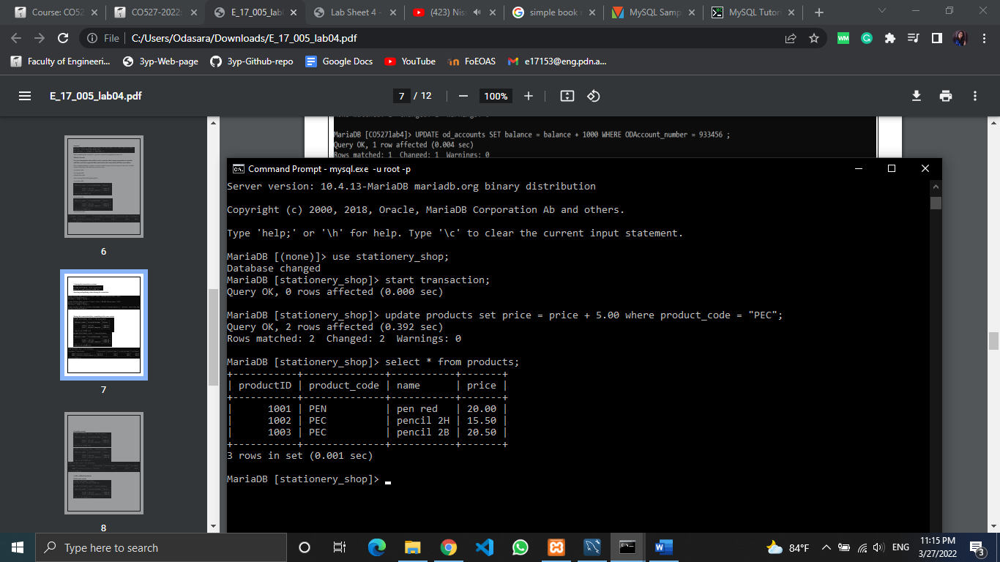 Course: CO52
CO527-2022:
E_17_005_lab
Lab Sheet 4 -
(423) Nis
simple book r
MySQL Samp
MySQL Tutor
File
C:/Users/Odasara/Downloads/E_17_005_lab04.pdf
Faculty of Engineeri...
3yp-Web-page
3yp-Github-repo
Google Docs
YouTube
FoEOAS
e17153@eng.pdn.a...
E_17_005_lab04.pdf
7 / 12
100%
MariaDB [CO527lab4]> UPDATE od_accounts SET balance = balance + 1000 WHERE ODAccount_number = 933456 ;
Query OK, 1 row affected (0.004 sec)
Rows matched: 1  Changed: 1  Warnings: 0
Command Prompt - mysql.exe -u root -p
Server version: 10.4.13-MariaDB mariadb.org binary distribution
Copyright (c) 2000, 2018, Oracle, MariaDB Corporation Ab and others.
Type 'help;' or '\h' for help. Type '\c' to clear the current input statement.
MariaDB [(none)]> use stationery_shop;
Database changed
MariaDB [stationery_shop]> start transaction;
Query OK, 0 rows affected (0.000 sec)
MariaDB [stationery_shop]> update products set price = price + 5.00 where product_code = "PEC";
Query OK, 2 rows affected (0.392 sec)
Rows matched: 2  Changed: 2  Warnings: 0
MariaDB [stationery_shop]> select * from products;
+-----------+--------------+-----------+-------+
| productID | product_code | name      | price |
+-----------+--------------+-----------+-------+
|      1001 | PEN          | pen red   | 20.00 |
|      1002 | PEC          | pencil 2H | 15.50 |
|      1003 | PEC          | pencil 2B | 20.50 |
+-----------+--------------+-----------+-------+
3 rows in set (0.001 sec)
MariaDB [stationery_shop]>
6
7
8
Type here to search
84°F
ENG
11:15 PM
3/27/2022
3